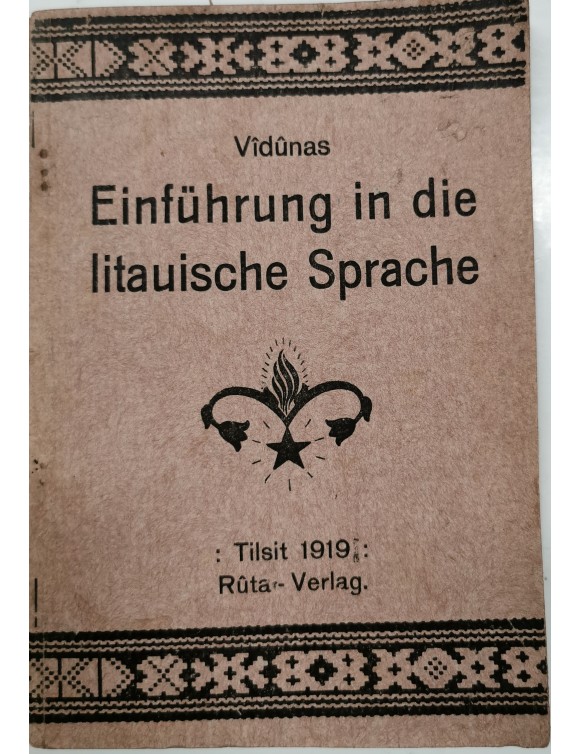 Vîdûnas
Einführung in die
litauische Sprache
: Tilsit 1919 :
Rûta- Verlag.